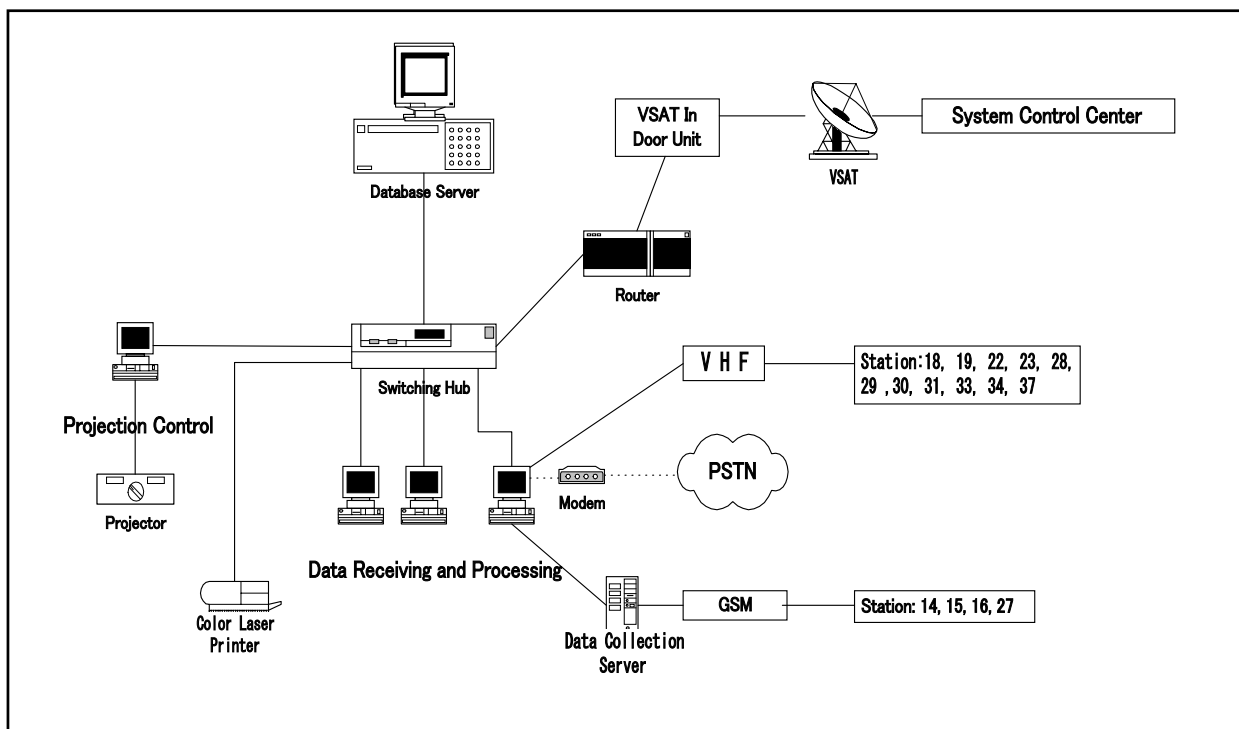 VSAT In
Door Unit
System Control Center
VSAT
Database Server
Router
Switching Hub
V H F
Station:18, 19, 22, 23, 28,
29 ,30, 31, 33, 34, 37
Projection Control
PSTN
Modem
Projector
Data Receiving and Processing
GSM
Station: 14, 15, 16, 27
Color Laser
Printer
Data Collection
Server